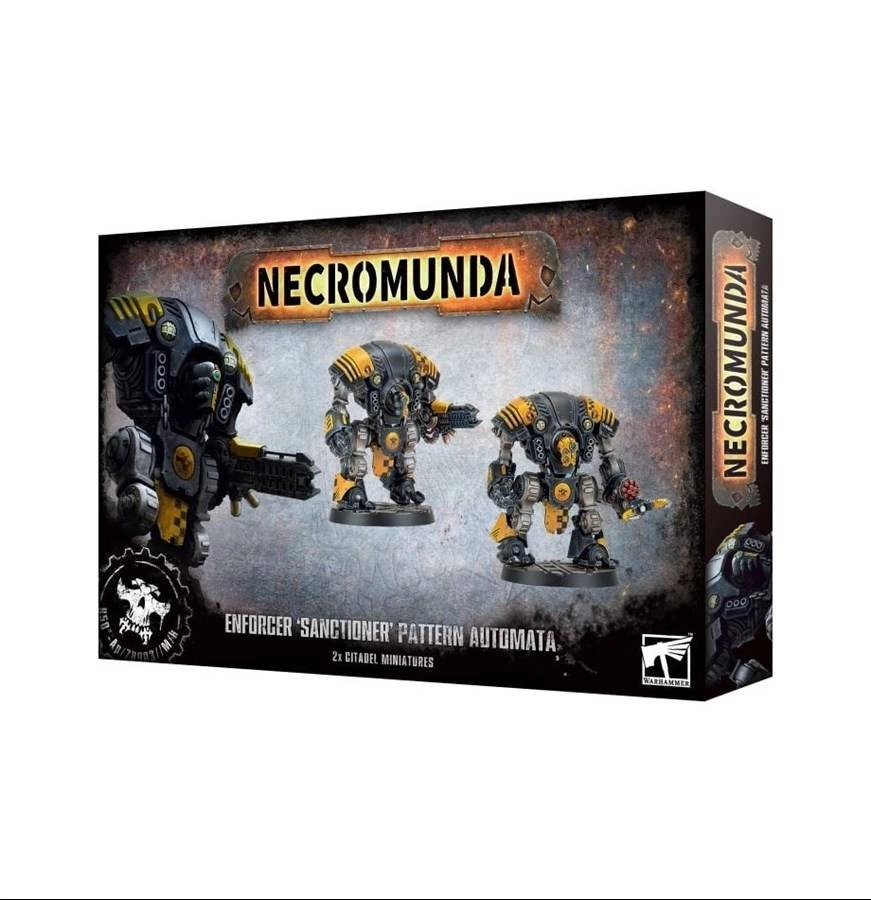 NECROMUNDA
ENFORCER 'SANCTIONER' PATTERN AUTOMATA
2x CITADEL MINIATURES
WARHAMMER
NECROMUNDA
ENFORCER 'SANCTIONER' PATTERN AUTOMATA